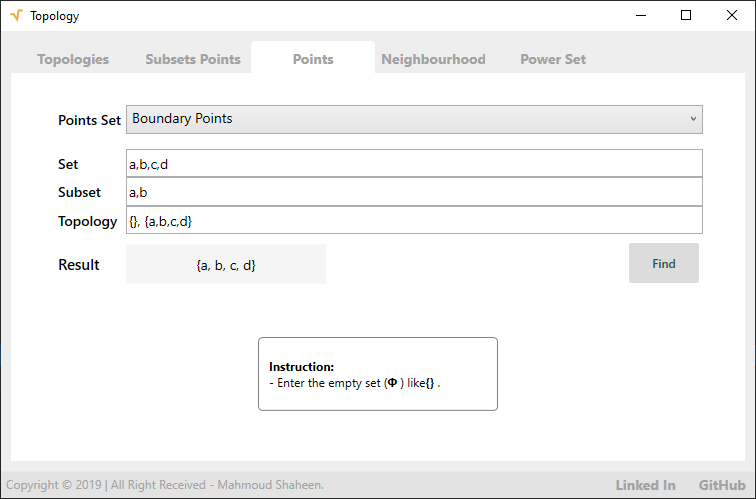 Topology
Topologies Subsets Points Points Neighbourhood Power Set
Points Set Boundary Points
Set a,b,c,d
Subset a,b
Topology {}, {a,b,c,d}
Result {a, b, c, d} Find
Instruction:
- Enter the empty set (Φ ) like{} .
Copyright © 2019 | All Right Received - Mahmoud Shaheen. Linked In GitHub